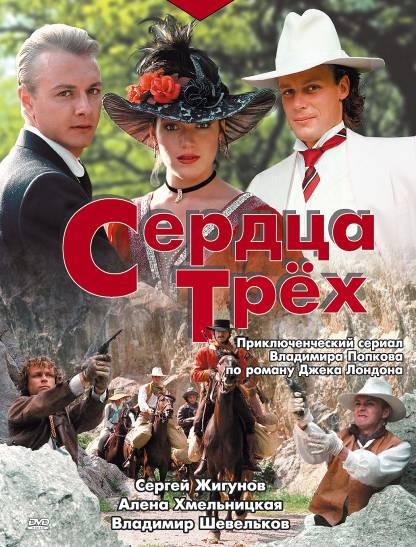 Сердца
Трёх
Приключенческий сериал
Владимира Попкова
по роману Джека Лондона
Сергей Жигунов
Алена Хмельницкая
Владимир Шевельков
DVD